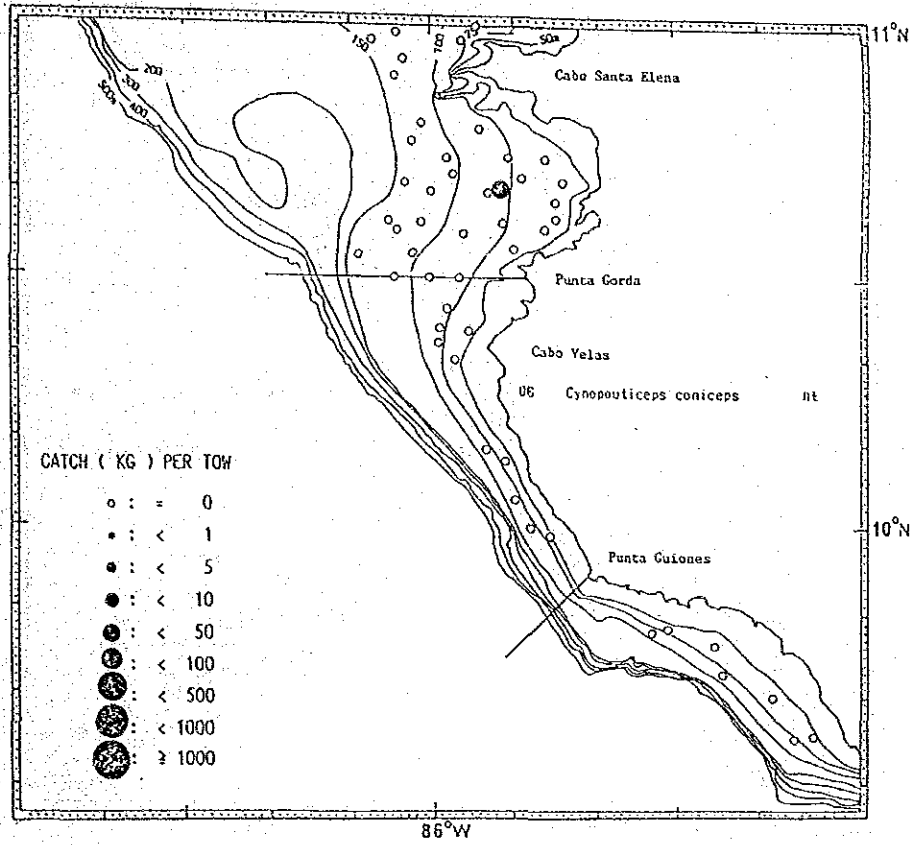 11°N
150
100
75
50m
Cabo Santa Elena
200
300
400
500m
Punta Gorda
Cabo Velas
06 Cynopouticeps coniceps nt
CATCH ( KG ) PER TOW
○ : = 0
: < 1
: < 5
: < 10
: < 50
: < 100
: < 500
: < 1000
: ≧ 1000
10°N
Punta Guiones
86°W